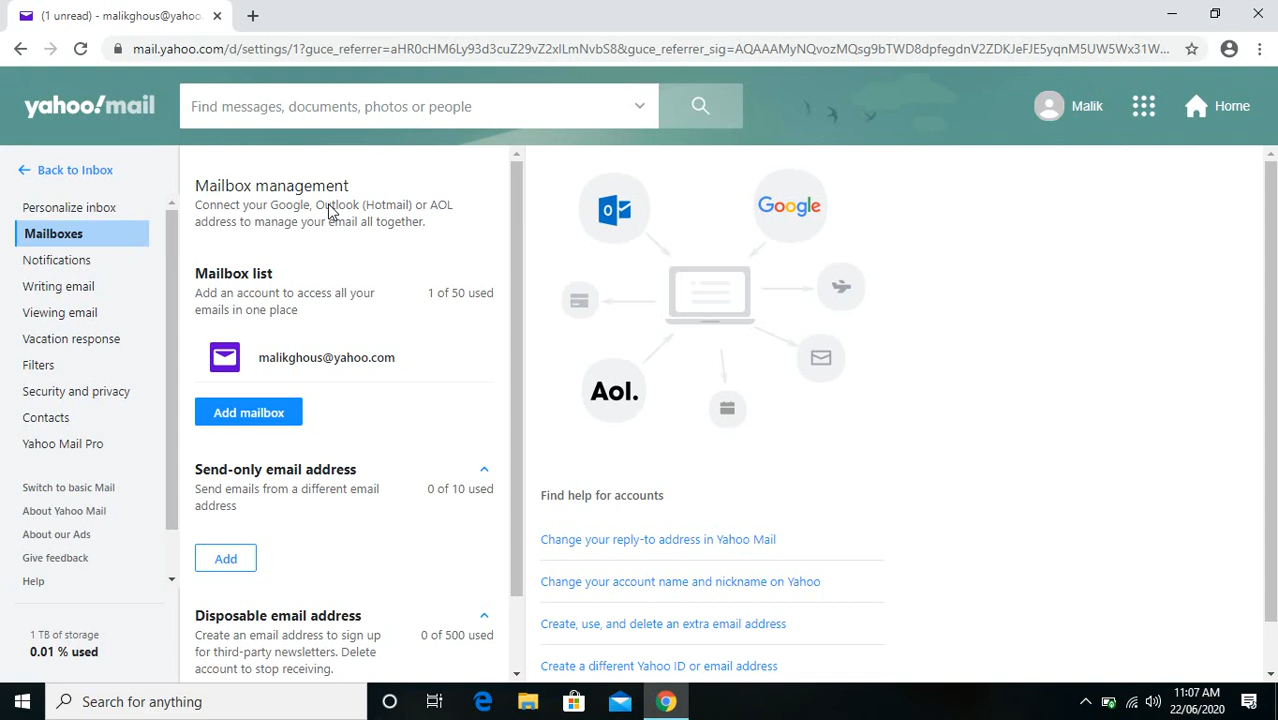 (1 unread) - malikghous@yahoo.
mail.yahoo.com/d/settings/1?guce_referrer=aHR0cHM6Ly93d3cuZ29vZ2xlLmNvbS8&guce_referrer_sig=AQAAAMyNQvozMQsg9bTWD8dpfegdnV2ZDKJeFJE5yqnM5UW5Wx31W...
yahoo!mail
Find messages, documents, photos or people
Malik
Home
Back to Inbox
Personalize inbox
Mailboxes
Notifications
Writing email
Viewing email
Vacation response
Filters
Security and privacy
Contacts
Yahoo Mail Pro
Switch to basic Mail
About Yahoo Mail
About our Ads
Give feedback
Help
1 TB of storage
0.01 % used
Mailbox management
Connect your Google, Outlook (Hotmail) or AOL
address to manage your email all together.
Mailbox list
Add an account to access all your
emails in one place
1 of 50 used
malikghous@yahoo.com
Add mailbox
Send-only email address
Send emails from a different email
address
0 of 10 used
Add
Disposable email address
Create an email address to sign up
for third-party newsletters. Delete
account to stop receiving.
0 of 500 used
Google
Aol.
Find help for accounts
Change your reply-to address in Yahoo Mail
Change your account name and nickname on Yahoo
Create, use, and delete an extra email address
Create a different Yahoo ID or email address
Search for anything
11:07 AM
22/06/2020